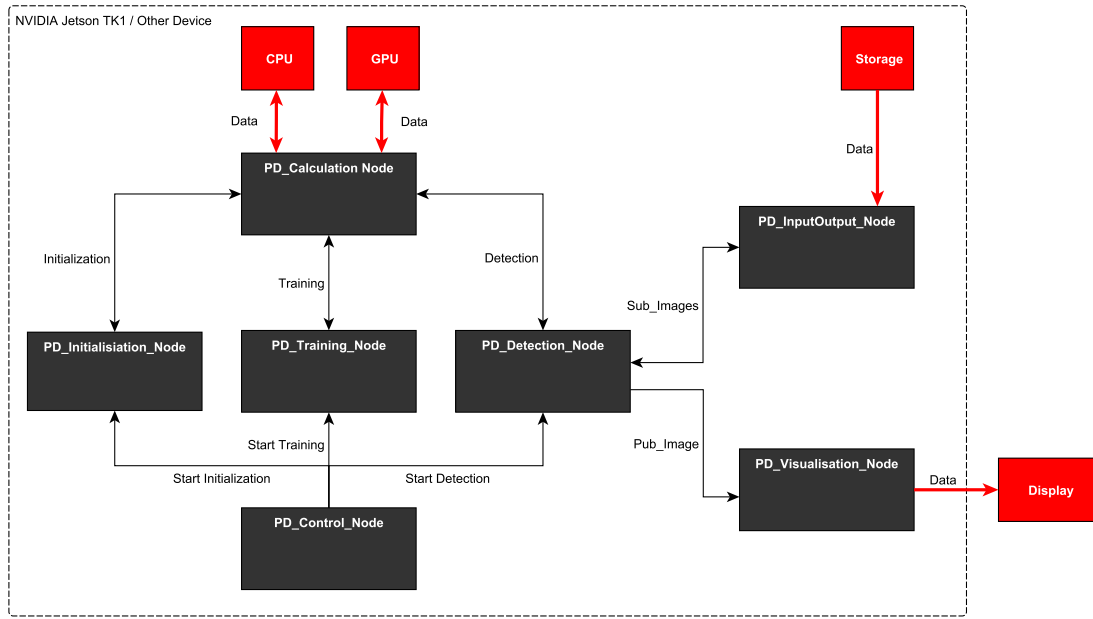 NVIDIA Jetson TK1 / Other Device
CPU
GPU
Storage
Data
Data
Data
PD_Calculation Node
PD_InputOutput_Node
Initialization
Detection
Training
Sub_Images
PD_Initialisiation_Node
PD_Training_Node
PD_Detection_Node
Start Training
Pub_Image
Start Initialization
Start Detection
PD_Visualisation_Node
Data
Display
PD_Control_Node